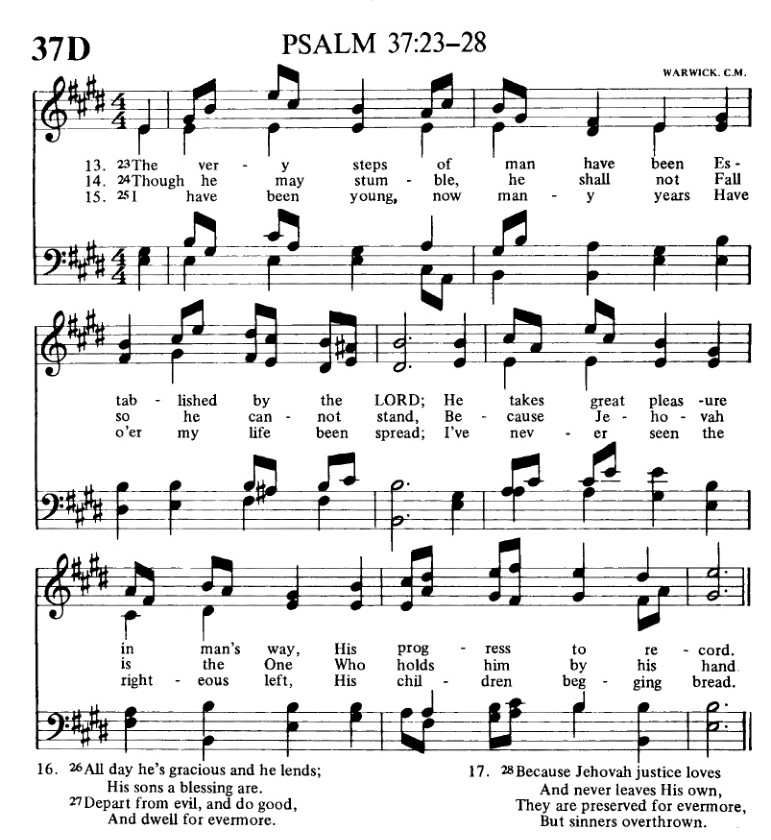 37D
PSALM 37:23–28
WARWICK. C.M.
13. 23The ver - y steps of man have been Es-
14. 24Though he may stum - ble, he shall not Fall
15. 25I have been young, now man - y years Have
tab - lished by the LORD; He takes great pleas -ure
so he can - not stand, Be - cause Je - ho - vah
o'er my life been spread; I've nev - er seen the
in man's way, His prog - ress to re - cord.
is the One Who holds him by his hand.
right - eous left, His chil - dren beg - ging bread.
16. 26All day he's gracious and he lends;
His sons a blessing are.
27Depart from evil, and do good,
And dwell for evermore.
17. 28Because Jehovah justice loves
And never leaves His own,
They are preserved for evermore,
But sinners overthrown.